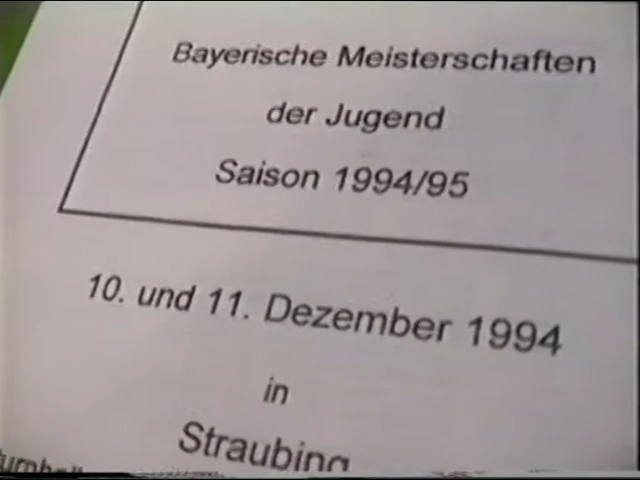 Bayerische Meisterschaften
der Jugend
Saison 1994/95
10. und 11. Dezember 1994
in
Straubing